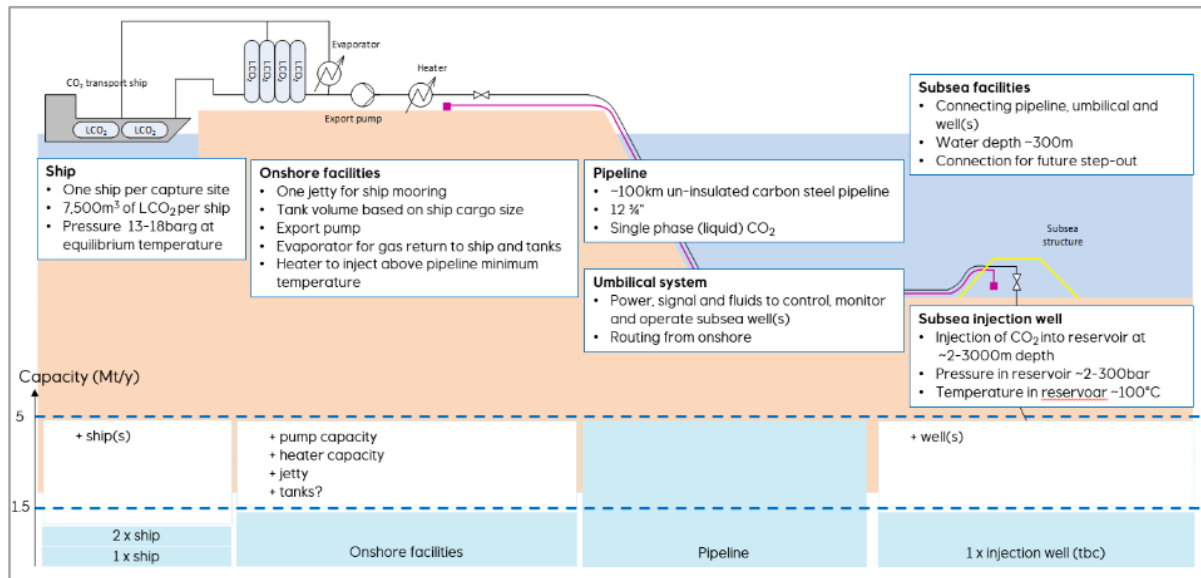 Evaporator
Heater
CO₂ transport ship
LCO₂
LCO₂
LCO₂
LCO₂
LCO₂ LCO₂
Export pump
Subsea facilities
• Connecting pipeline, umbilical and
well(s)
• Water depth ~300m
• Connection for future step-out
Ship
• One ship per capture site
• 7,500m³ of LCO₂ per ship
• Pressure 13-18barg at
equilibrium temperature
Onshore facilities
• One jetty for ship mooring
• Tank volume based on ship cargo size
• Export pump
• Evaporator for gas return to ship and tanks
• Heater to inject above pipeline minimum
temperature
Pipeline
• ~100km un-insulated carbon steel pipeline
• 12 ¾"
• Single phase (liquid) CO₂
Subsea
structure
Umbilical system
• Power, signal and fluids to control, monitor
and operate subsea well(s)
• Routing from onshore
Subsea injection well
• Injection of CO₂ into reservoir at
~2-3000m depth
• Pressure in reservoir ~2-300bar
• Temperature in reservoar ~100°C
Capacity (Mt/y)
5
+ ship(s)
+ pump capacity
+ heater capacity
+ jetty
+ tanks?
+ well(s)
1.5
2 x ship
1 x ship
Onshore facilities
Pipeline
1 x injection well (tbc)